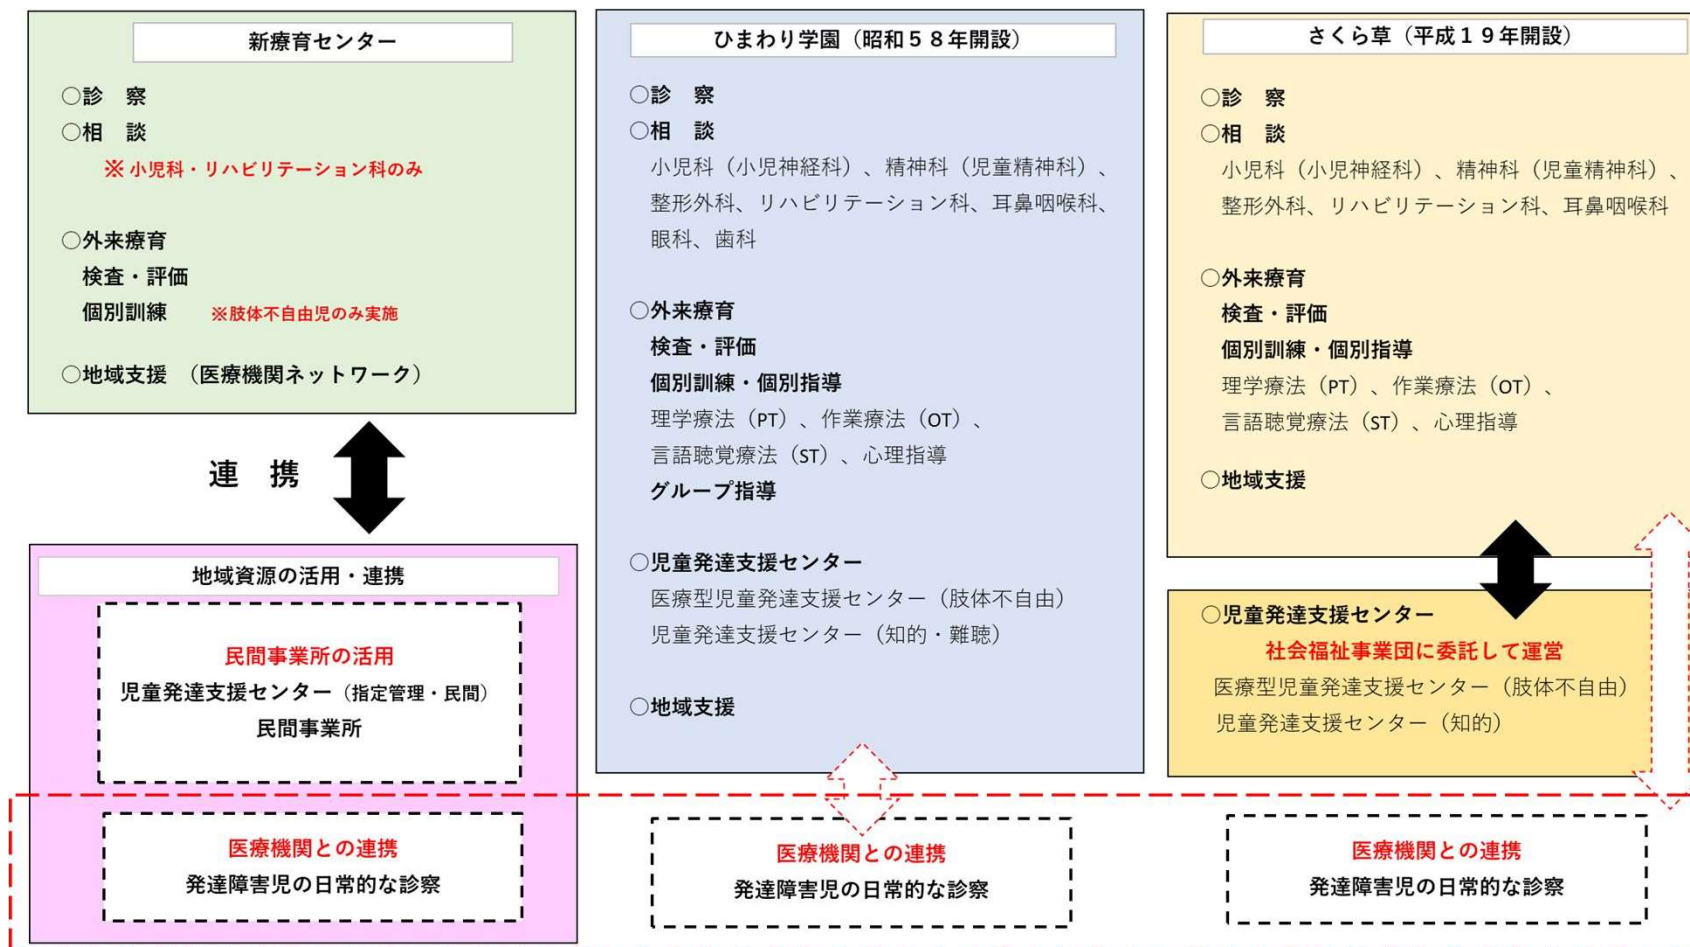 新療育センター
○診　察
○相　談
※ 小児科・リハビリテーション科のみ
○外来療育
検査・評価
個別訓練　※肢体不自由児のみ実施
○地域支援　（医療機関ネットワーク）
連　携
地域資源の活用・連携
民間事業所の活用
児童発達支援センター（指定管理・民間）
民間事業所
医療機関との連携
発達障害児の日常的な診察
ひまわり学園（昭和５８年開設）
○診　察
○相　談
小児科（小児神経科）、精神科（児童精神科）、
整形外科、リハビリテーション科、耳鼻咽喉科、
眼科、歯科
○外来療育
検査・評価
個別訓練・個別指導
理学療法（PT）、作業療法（OT）、
言語聴覚療法（ST）、心理指導
グループ指導
○児童発達支援センター
医療型児童発達支援センター（肢体不自由）
児童発達支援センター（知的・難聴）
○地域支援
医療機関との連携
発達障害児の日常的な診察
さくら草（平成１９年開設）
○診　察
○相　談
小児科（小児神経科）、精神科（児童精神科）、
整形外科、リハビリテーション科、耳鼻咽喉科
○外来療育
検査・評価
個別訓練・個別指導
理学療法（PT）、作業療法（OT）、
言語聴覚療法（ST）、心理指導
○地域支援
○児童発達支援センター
社会福祉事業団に委託して運営
医療型児童発達支援センター（肢体不自由）
児童発達支援センター（知的）
医療機関との連携
発達障害児の日常的な診察